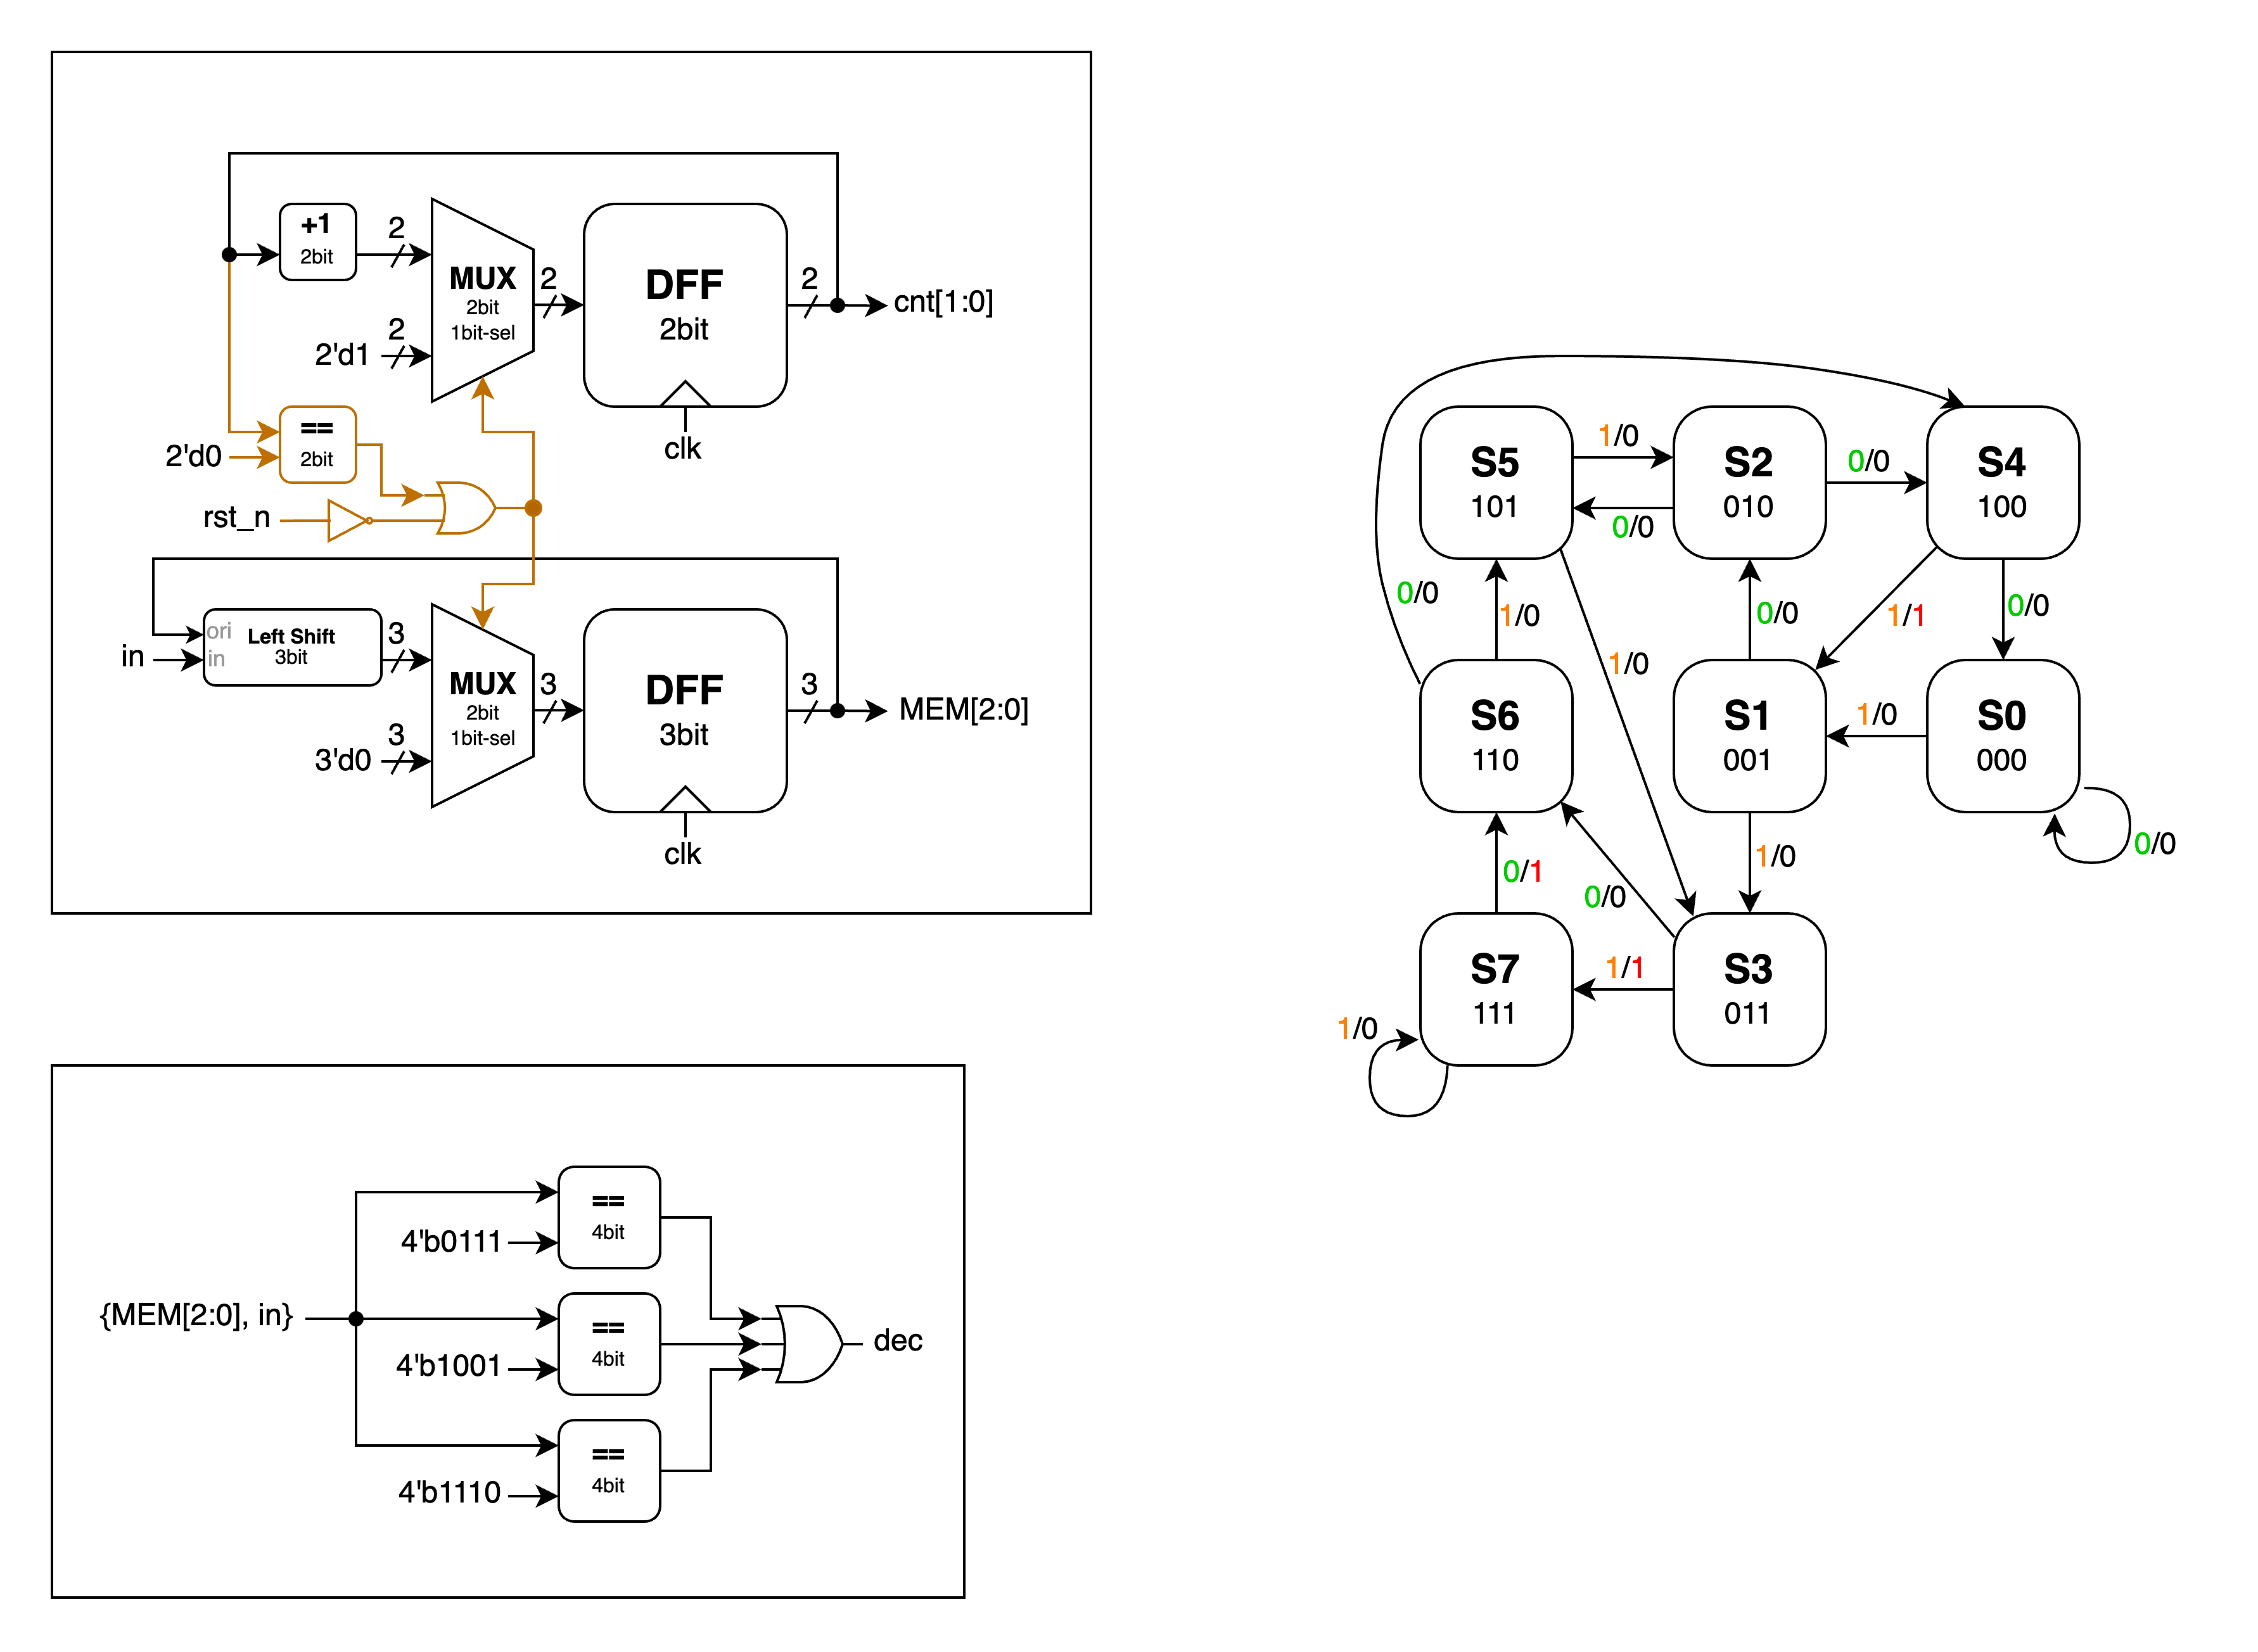 +1
2bit
2
MUX
2bit
1bit-sel
2
DFF
2bit
2
cnt[1:0]
2'd1
2
clk
==
2bit
2'd0
rst_n
ori
in
Left Shift
3bit
in
3
MUX
2bit
1bit-sel
3
DFF
3bit
3
MEM[2:0]
3'd0
3
clk
{MEM[2:0], in}
==
4bit
4'b0111
==
4bit
4'b1001
==
4bit
4'b1110
dec
S5
101
1/0
0/0
S2
010
0/0
S4
100
0/0
1/0
1/0
0/0
1/1
0/0
S6
110
S1
001
1/0
S0
000
0/0
0/1
0/0
1/0
S7
111
1/0
1/1
S3
011